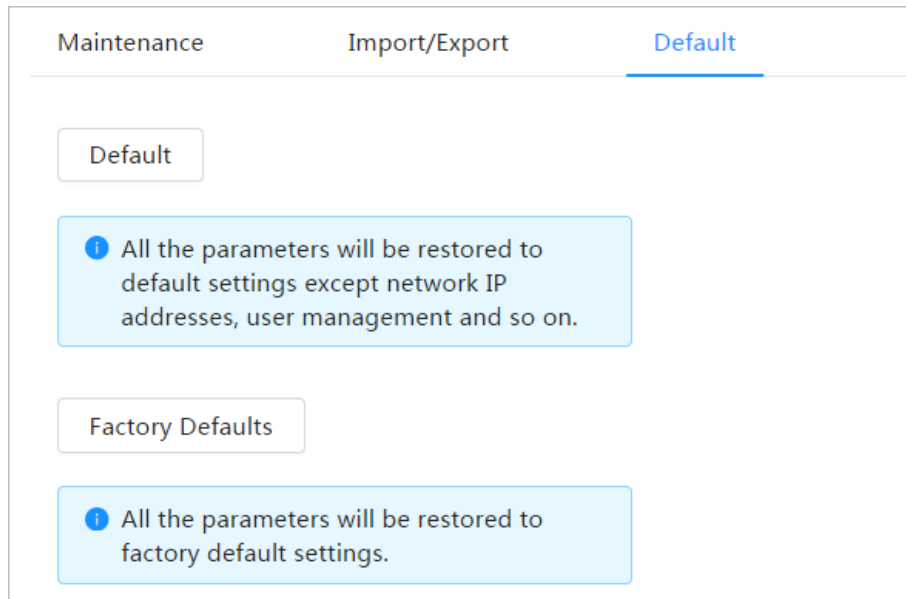 Maintenance Import/Export Default
Default
All the parameters will be restored to
default settings except network IP
addresses, user management and so on.
Factory Defaults
All the parameters will be restored to
factory default settings.